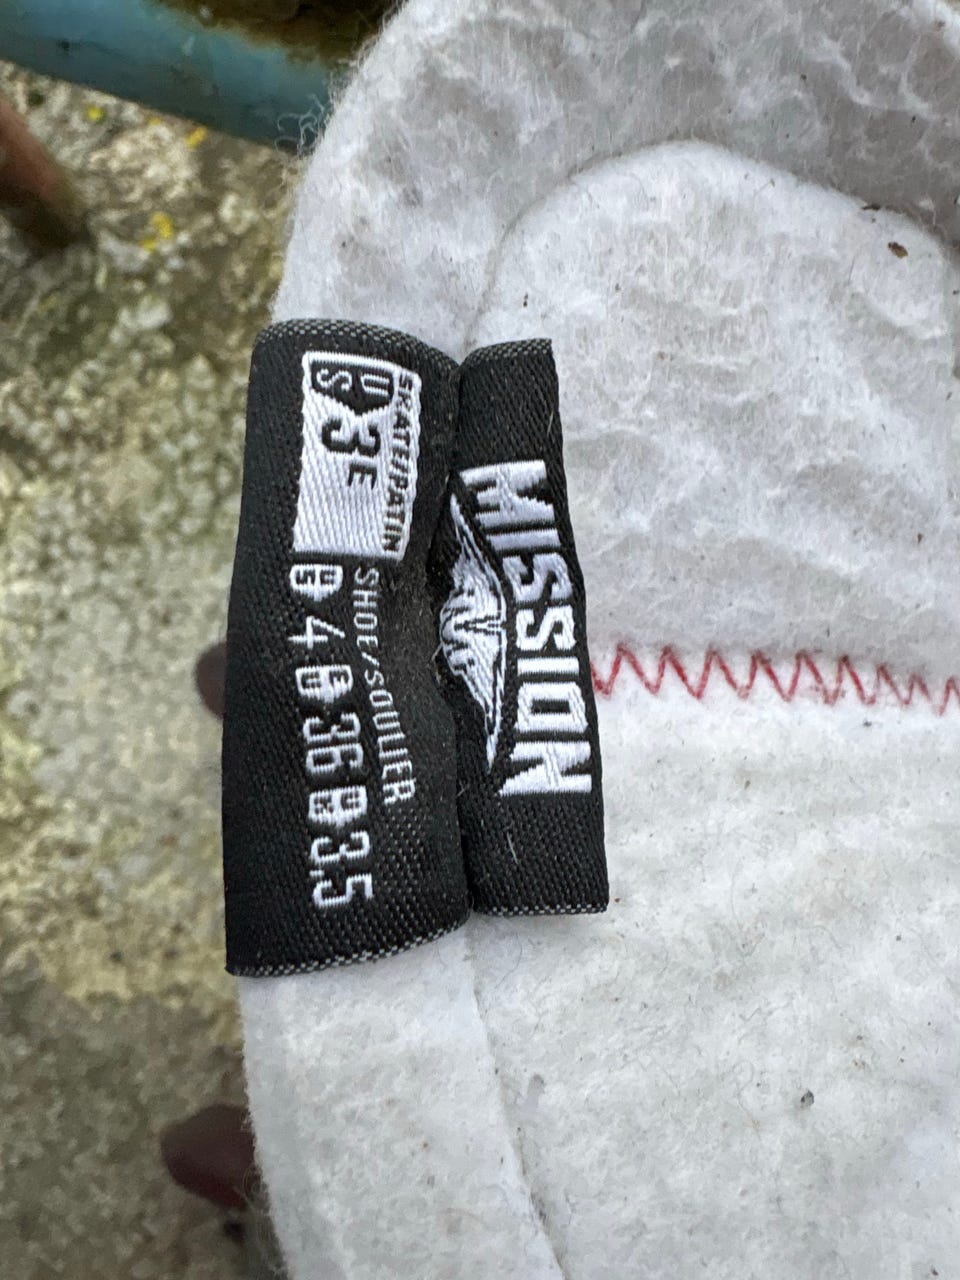 SKATE/PATIN
US 3E
SHOE/SOULIER
US 4 EU 36 UK 3.5
MISSION